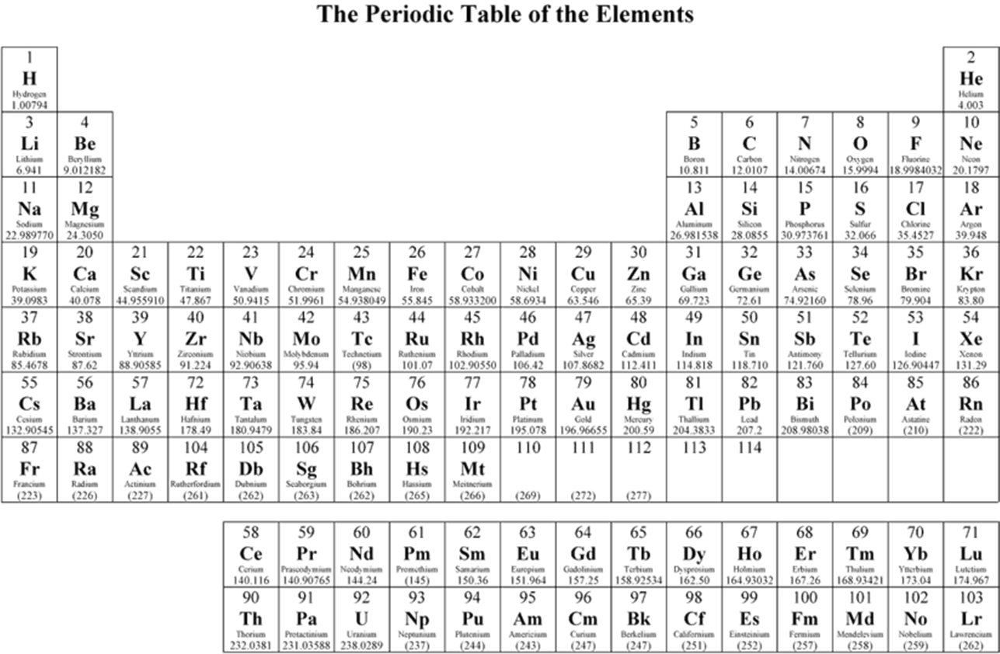 The Periodic Table of the Elements
1 2
H He
Hydrogen Helium
1.00794 4.003
3 4 5 6 7 8 9 10
Li Be B C N O F Ne
Lithium Beryllium Boron Carbon Nitrogen Oxygen Fluorine Neon
6.941 9.012182 10.811 12.0107 14.00674 15.9994 18.9984032 20.1797
11 12 13 14 15 16 17 18
Na Mg Al Si P S Cl Ar
Sodium Magnesium Aluminum Silicon Phosphorus Sulfur Chlorine Argon
22.989770 24.3050 26.981538 28.0855 30.973761 32.066 35.4527 39.948
19 20 21 22 23 24 25 26 27 28 29 30 31 32 33 34 35 36
K Ca Sc Ti V Cr Mn Fe Co Ni Cu Zn Ga Ge As Se Br Kr
Potassium Calcium Scandium Titanium Vanadium Chromium Manganese Iron Cobalt Nickel Copper Zinc Gallium Germanium Arsenic Selenium Bromine Krypton
39.0983 40.078 44.955910 47.867 50.9415 51.9961 54.938049 55.845 58.933200 58.6934 63.546 65.39 69.723 72.61 74.92160 78.96 79.904 83.80
37 38 39 40 41 42 43 44 45 46 47 48 49 50 51 52 53 54
Rb Sr Y Zr Nb Mo Tc Ru Rh Pd Ag Cd In Sn Sb Te I Xe
Rubidium Strontium Yttrium Zirconium Niobium Molybdenum Technetium Ruthenium Rhodium Palladium Silver Cadmium Indium Tin Antimony Tellurium Iodine Xenon
85.4678 87.62 88.90585 91.224 92.90638 95.94 (98) 101.07 102.90550 106.42 107.8682 112.411 114.818 118.710 121.760 127.60 126.90447 131.29
55 56 57 72 73 74 75 76 77 78 79 80 81 82 83 84 85 86
Cs Ba La Hf Ta W Re Os Ir Pt Au Hg Tl Pb Bi Po At Rn
Cesium Barium Lanthanum Hafnium Tantalum Tungsten Rhenium Osmium Iridium Platinum Gold Mercury Thallium Lead Bismuth Polonium Astatine Radon
132.90545 137.327 138.9055 178.49 180.9479 183.84 186.207 190.23 192.217 195.078 196.96655 200.59 204.3833 207.2 208.98038 (209) (210) (222)
87 88 89 104 105 106 107 108 109 110 111 112 113 114
Fr Ra Ac Rf Db Sg Bh Hs Mt
Francium Radium Actinium Rutherfordium Dubnium Seaborgium Bohrium Hassium Meitnerium
(223) (226) (227) (261) (262) (263) (262) (265) (266) (269) (272) (277)
58 59 60 61 62 63 64 65 66 67 68 69 70 71
Ce Pr Nd Pm Sm Eu Gd Tb Dy Ho Er Tm Yb Lu
Cerium Praseodymium Neodymium Promethium Samarium Europium Gadolinium Terbium Dysprosium Holmium Erbium Thulium Ytterbium Lutetium
140.116 140.90765 144.24 (145) 150.36 151.964 157.25 158.92534 162.50 164.93032 167.26 168.93421 173.04 174.967
90 91 92 93 94 95 96 97 98 99 100 101 102 103
Th Pa U Np Pu Am Cm Bk Cf Es Fm Md No Lr
Thorium Protactinium Uranium Neptunium Plutonium Americium Curium Berkelium Californium Einsteinium Fermium Mendelevium Nobelium Lawrencium
232.0381 231.03588 238.0289 (237) (244) (243) (247) (247) (251) (252) (257) (258) (259) (262)